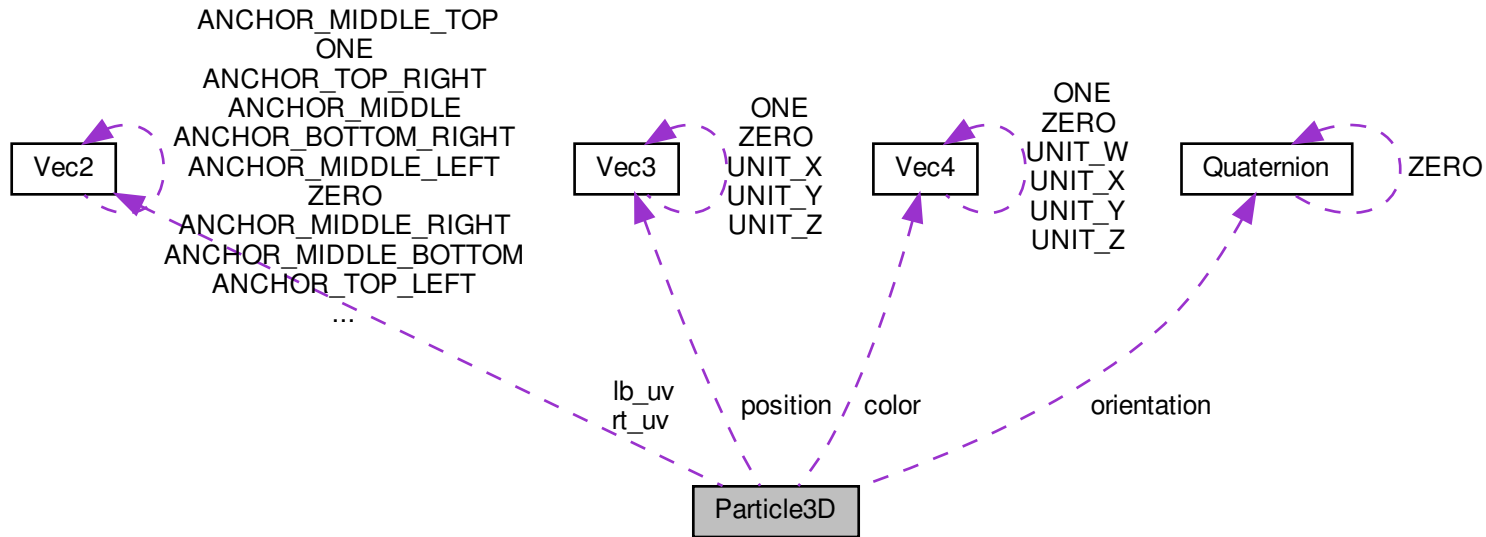 ANCHOR_MIDDLE_TOP
ONE
ANCHOR_TOP_RIGHT
ANCHOR_MIDDLE
ANCHOR_BOTTOM_RIGHT
ANCHOR_MIDDLE_LEFT
ZERO
ANCHOR_MIDDLE_RIGHT
ANCHOR_MIDDLE_BOTTOM
ANCHOR_TOP_LEFT
...
Vec2
ONE
ZERO
UNIT_X
UNIT_Y
UNIT_Z
Vec3
ONE
ZERO
UNIT_W
UNIT_X
UNIT_Y
UNIT_Z
Vec4
Quaternion
ZERO
lb_uv
rt_uv
position
color
orientation
Particle3D